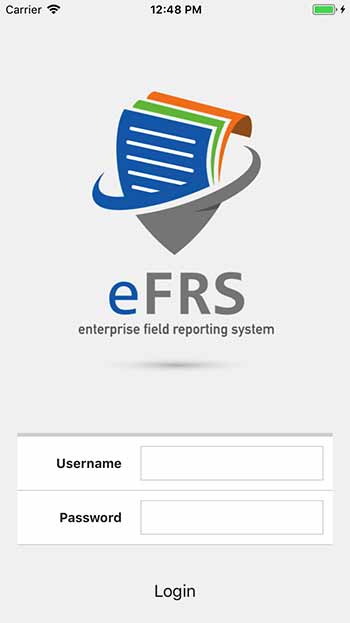 Carrier 12:48 PM
eFRS
enterprise field reporting system
Username
Password
Login